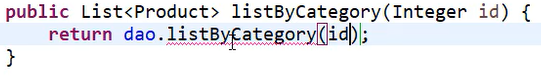 public List<Product> listByCategory(Integer id) {
return dao.listByCategory(id);
}